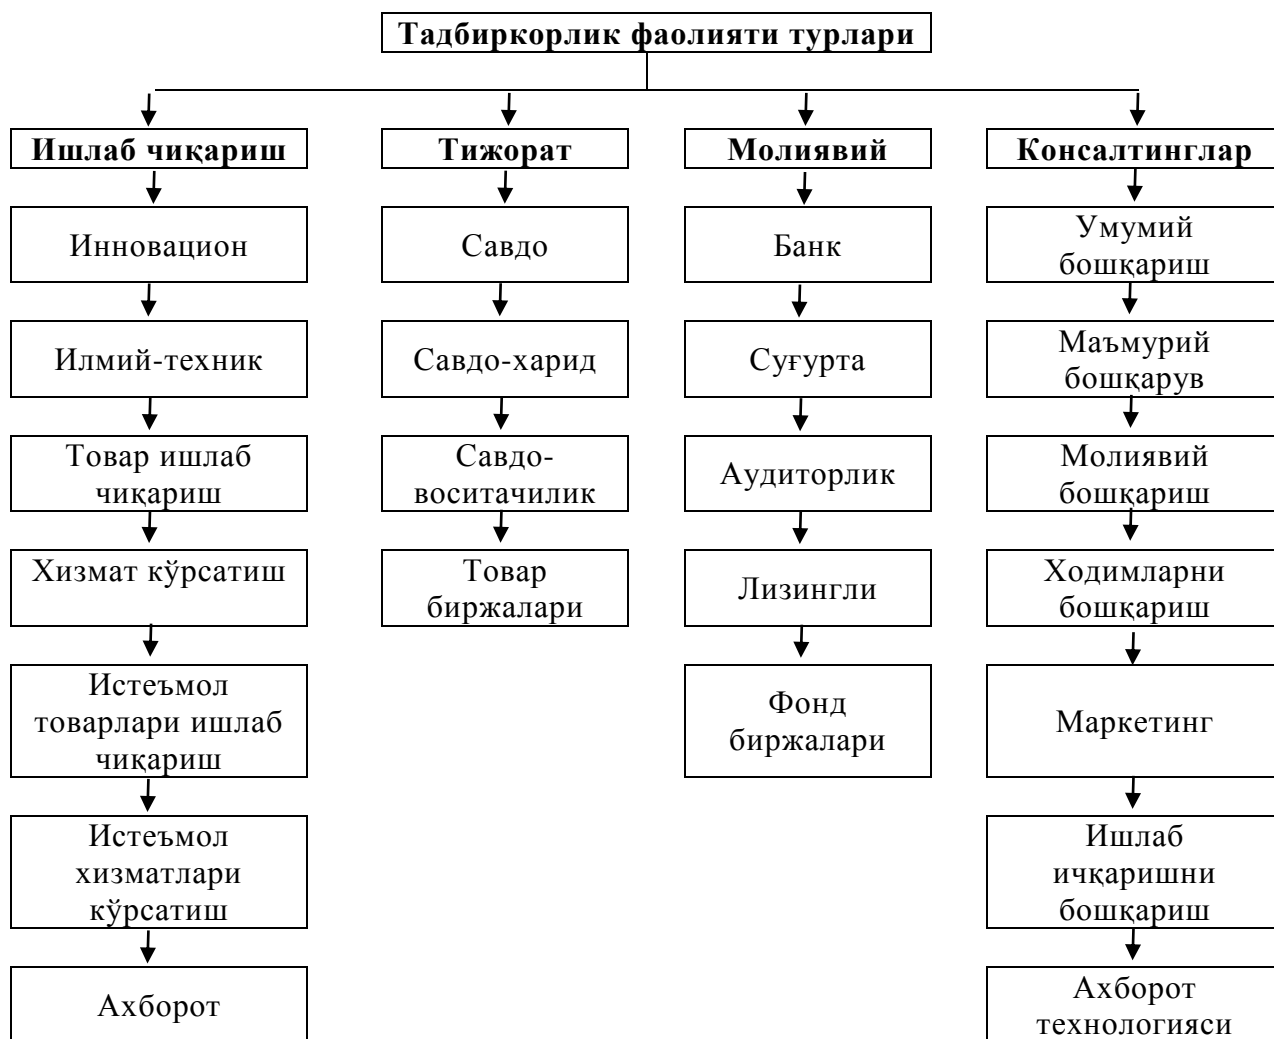 Тадбиркорлик фаолияти турлари
Ишлаб чиқариш
Тижорат
Молиявий
Консалтинглар
Инновацион
Савдо
Банк
Умумий
бошқариш
Илмий-техник
Савдо-харид
Суғурта
Маъмурий
бошқарув
Товар ишлаб
чиқариш
Савдо-
воситачилик
Аудиторлик
Молиявий
бошқариш
Хизмат кўрсатиш
Товар
биржалари
Лизингли
Ходимларни
бошқариш
Истеъмол
товарлари ишлаб
чиқариш
Фонд
биржалари
Маркетинг
Истеъмол
хизматлари
кўрсатиш
Ишлаб
ичқаришни
бошқариш
Ахборот
Ахборот
технологияси